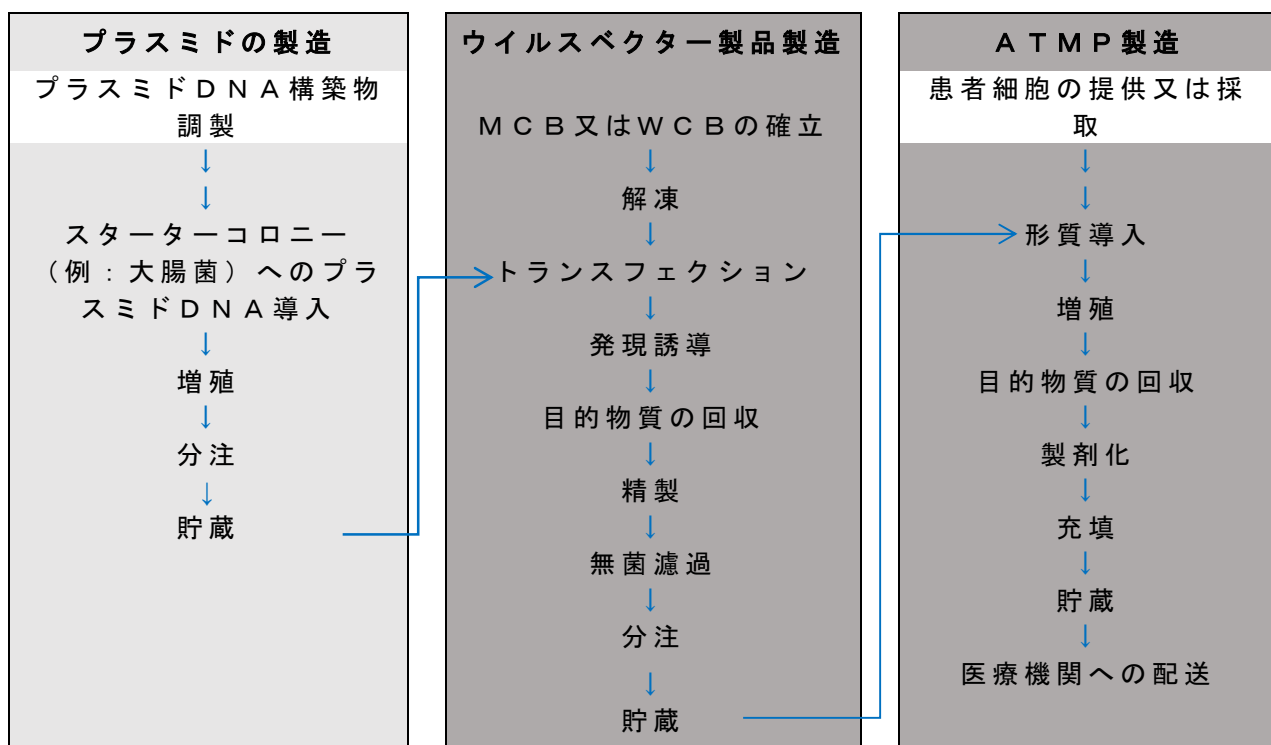 プラスミドの製造
プラスミドＤＮＡ構築物
調製
↓
↓
スターターコロニー
（例：大腸菌）へのプラ
スミドＤＮＡ導入
↓
増殖
↓
分注
↓
貯蔵
ウイルスベクター製品製造
ＭＣＢ又はＷＣＢの確立
↓
解凍
↓
トランスフェクション
↓
発現誘導
↓
目的物質の回収
↓
精製
↓
無菌濾過
↓
分注
↓
貯蔵
ＡＴＭＰ製造
患者細胞の提供又は採
取
↓
↓
形質導入
↓
増殖
↓
目的物質の回収
↓
製剤化
↓
充填
↓
貯蔵
↓
医療機関への配送